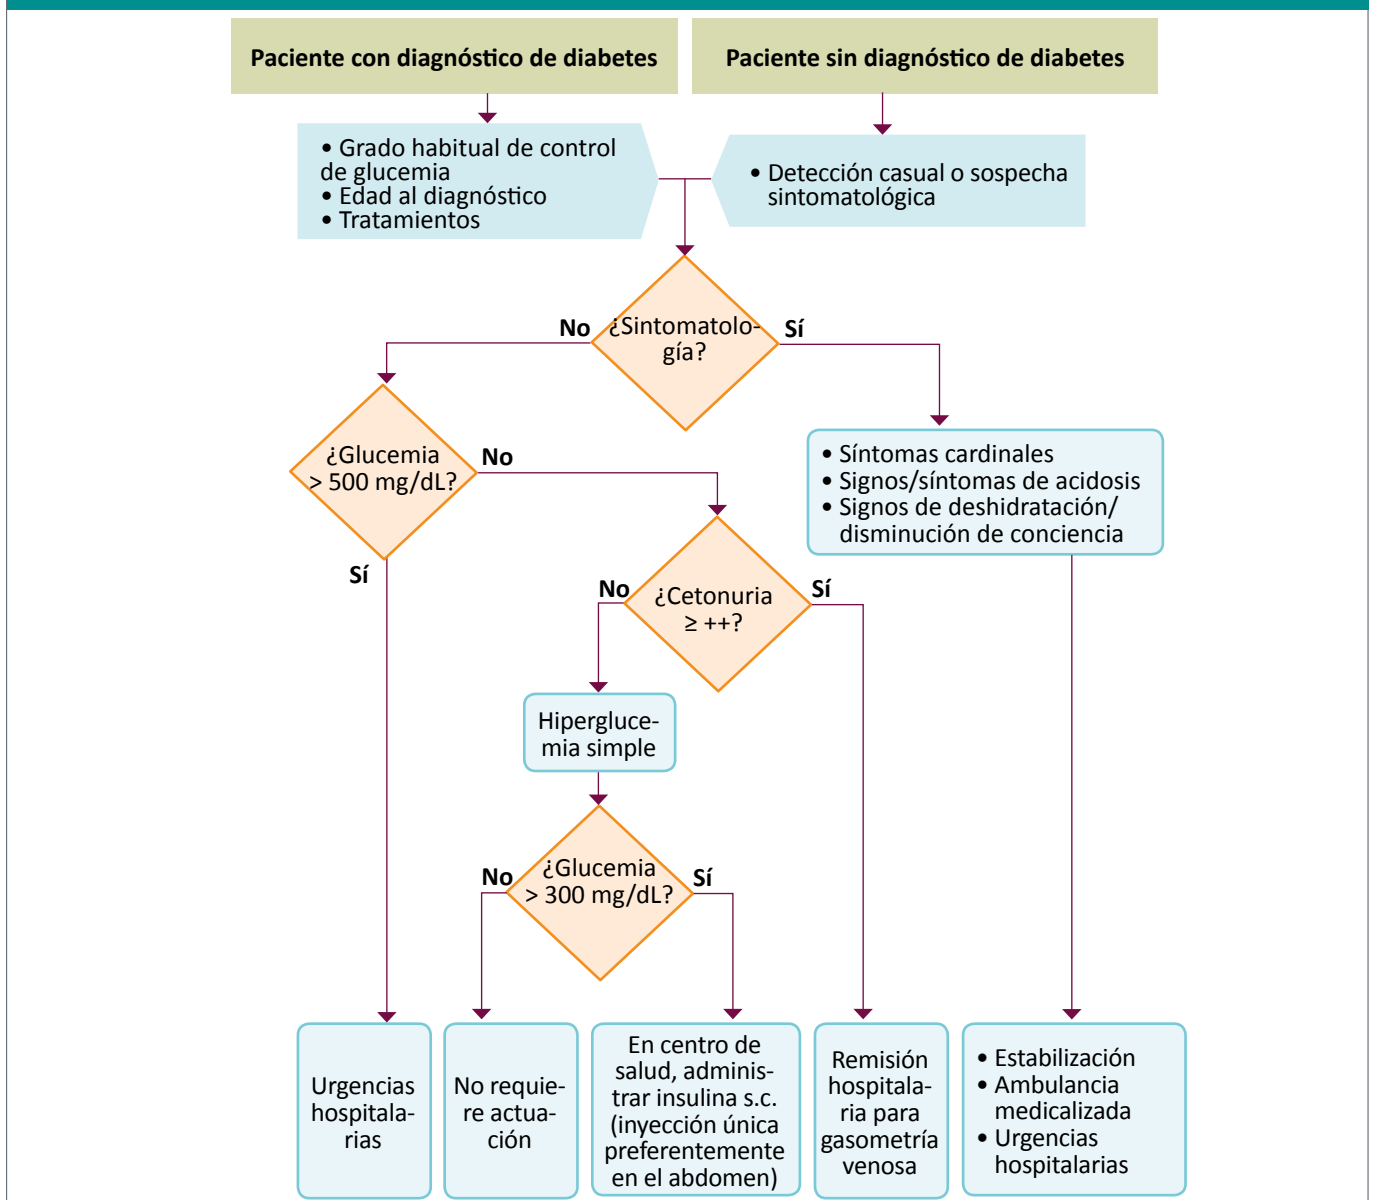 Paciente con diagnóstico de diabetes
Paciente sin diagnóstico de diabetes
• Grado habitual de control
de glucemia
• Edad al diagnóstico
• Tratamientos
• Detección casual o sospecha
sintomatológica
¿Sintomatolo-
gía?
No
Sí
¿Glucemia
> 500 mg/dL?
No
Sí
• Síntomas cardinales
• Signos/síntomas de acidosis
• Signos de deshidratación/
disminución de conciencia
¿Cetonuria
≥ ++?
No
Sí
Hipergluce-
mia simple
¿Glucemia
> 300 mg/dL?
No
Sí
Urgencias
hospitala-
rias
No requie-
re actua-
ción
En centro de
salud, adminis-
trar insulina s.c.
(inyección única
preferentemente
en el abdomen)
Remisión
hospitala-
ria para
gasometría
venosa
• Estabilización
• Ambulancia
medicalizada
• Urgencias
hospitalarias